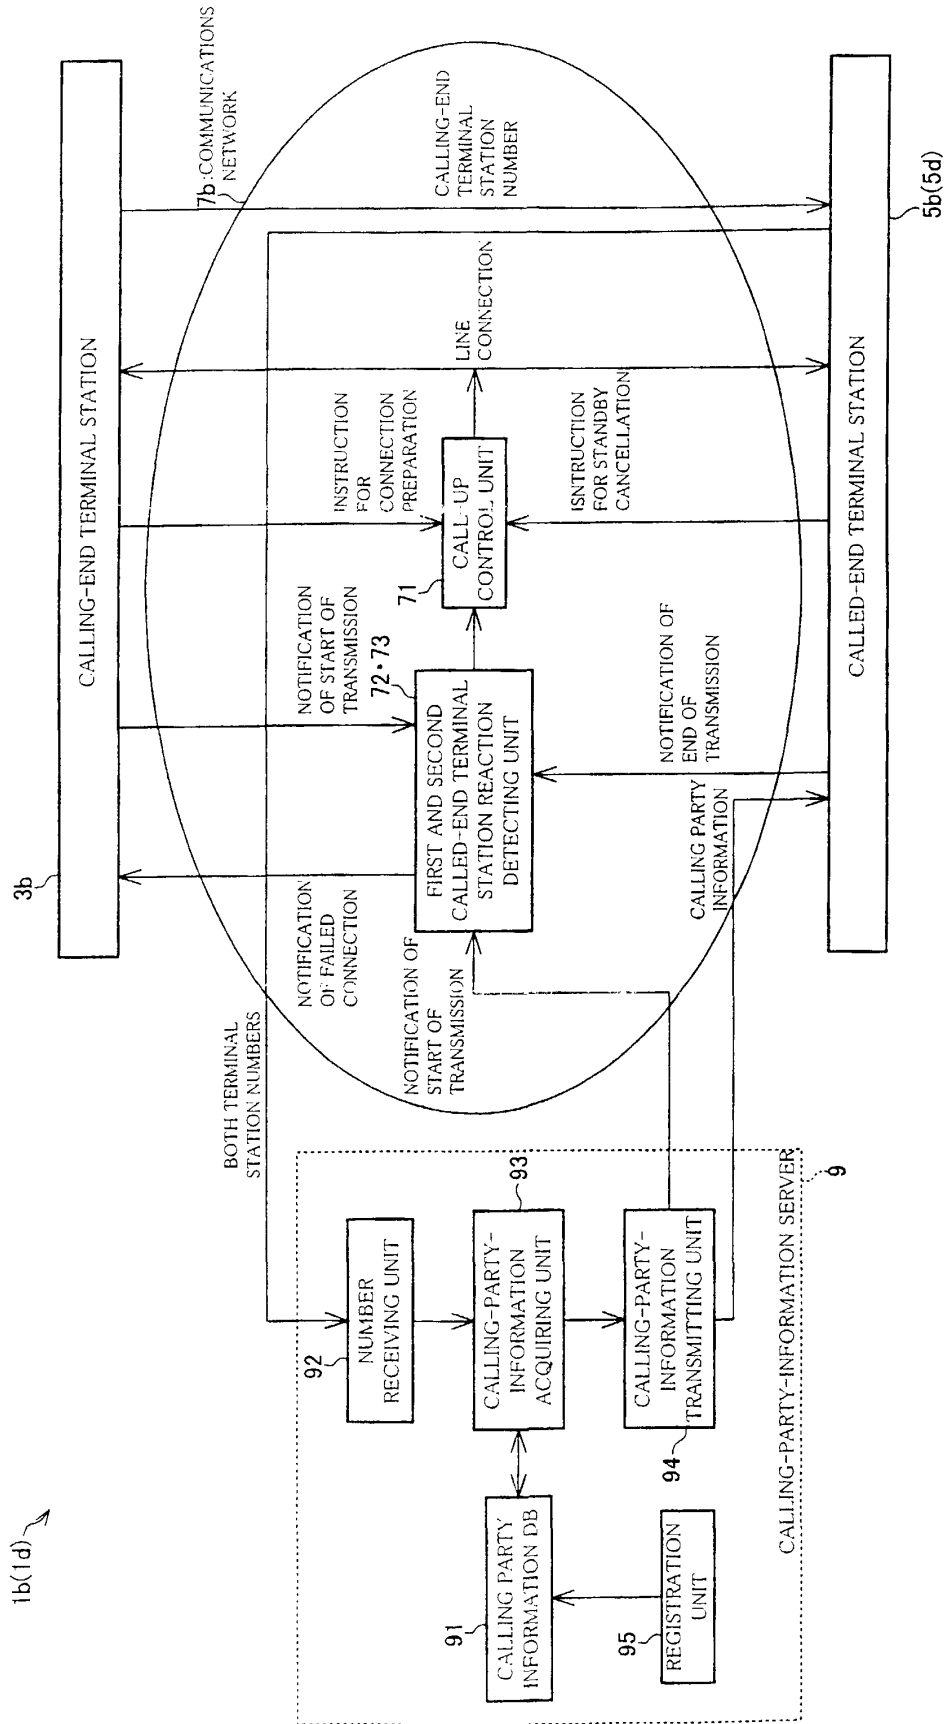 1b(1d)
3b
CALLING-END TERMINAL STATION
7b:COMMUNICATIONS
NETWORK
BOTH TERMINAL
STATION NUMBERS
NOTIFICATION
OF FAILED
CONNECTION
NOTIFICATION
OF START OF
TRANSMISSION
INSTRUCTION
FOR
CONNECTION
PREPARATION
CALLING-END
TERMINAL
STATION
NUMBER
92
NUMBER
RECEIVING UNIT
NOTIFICATION OF
START OF
TRANSMISSION
72・73
FIRST AND SECOND
CALLED-END TERMINAL
STATION REACTION
DETECTING UNIT
71
CALL-UP
CONTROL UNIT
LINE
CONNECTION
91
CALLING PARTY
INFORMATION DB
93
CALLING-PARTY-
INFORMATION
ACQUIRING UNIT
ISNTRUCTION
FOR STANDBY
CANCELLATION
95
REGISTRATION
UNIT
94
CALLING-PARTY-
INFORMATION
TRANSMITTING UNIT
CALLING PARTY
INFORMATION
NOTIFICATION OF
END OF
TRANSMISSION
CALLING-PARTY-INFORMATION SERVER
9
CALLED-END TERMINAL STATION
5b(5d)